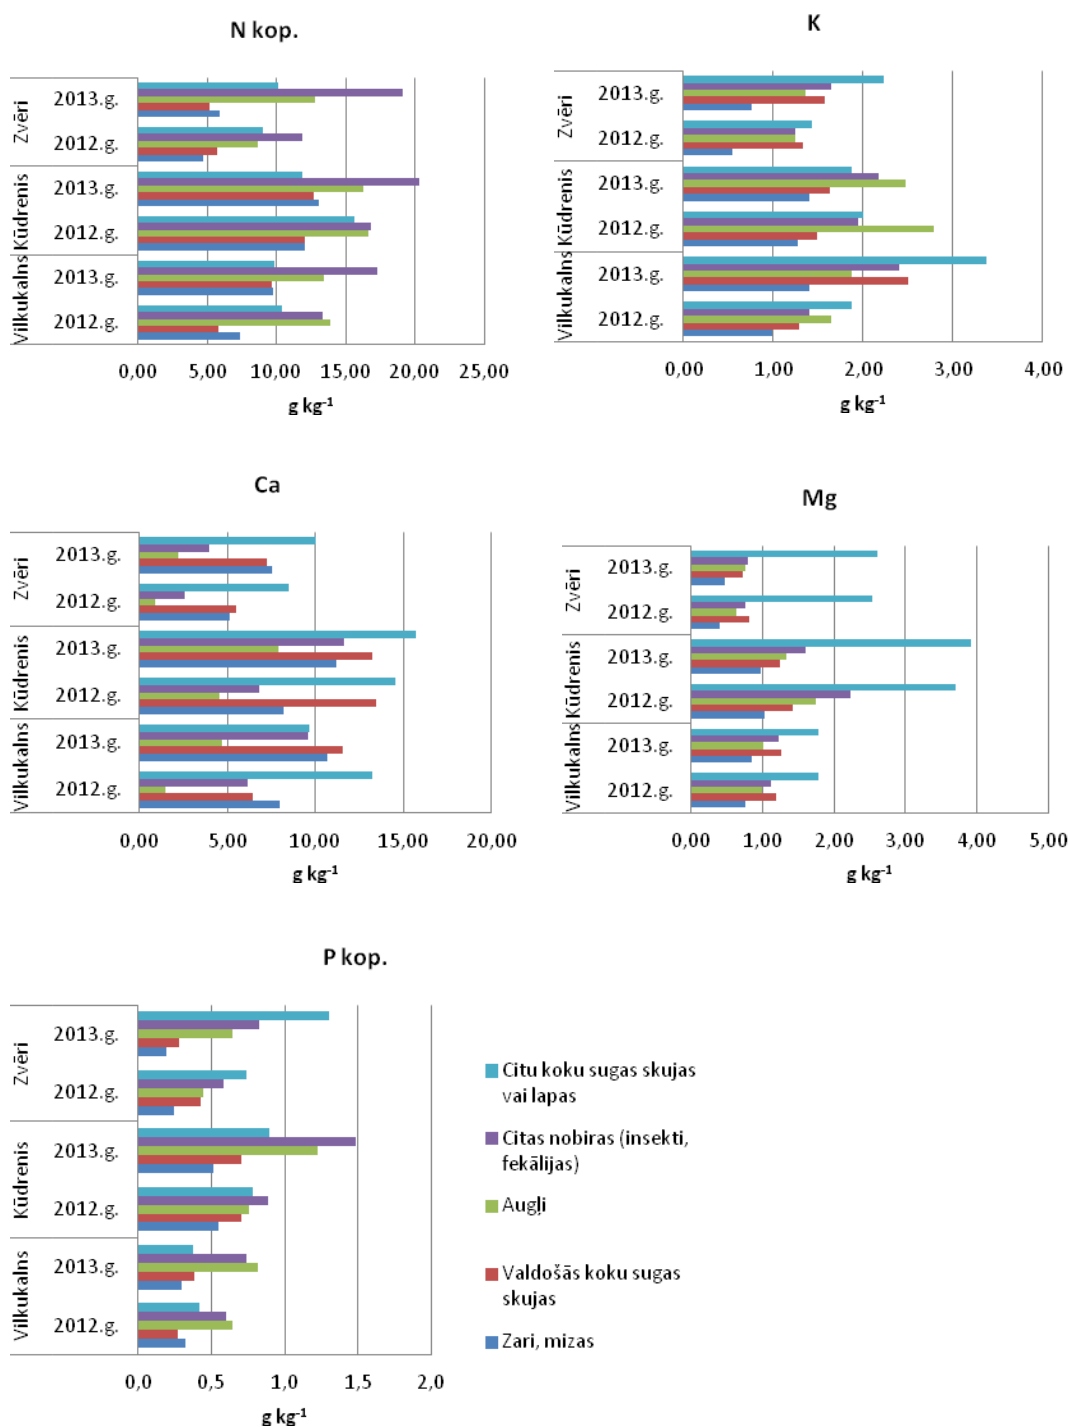 N kop.
Zvēri
2013.g.
2012.g.
Kūdrenis
2013.g.
2012.g.
Vilkukalns
2013.g.
2012.g.
0,00 5,00 10,00 15,00 20,00 25,00
g kg⁻¹
K
Zvēri
2013.g.
2012.g.
Kūdrenis
2013.g.
2012.g.
Vilkukalns
2013.g.
2012.g.
0,00 1,00 2,00 3,00 4,00
g kg⁻¹
Ca
Zvēri
2013.g.
2012.g.
Kūdrenis
2013.g.
2012.g.
Vilkukalns
2013.g.
2012.g.
0,00 5,00 10,00 15,00 20,00
g kg⁻¹
Mg
Zvēri
2013.g.
2012.g.
Kūdrenis
2013.g.
2012.g.
Vilkukalns
2013.g.
2012.g.
0,00 1,00 2,00 3,00 4,00 5,00
g kg⁻¹
P kop.
Zvēri
2013.g.
2012.g.
Kūdrenis
2013.g.
2012.g.
Vilkukalns
2013.g.
2012.g.
0,0 0,5 1,0 1,5 2,0
g kg⁻¹
Citu koku sugas skujas
vai lapas
Citas nobiras (insekti,
fekālijas)
Augļi
Valdošās koku sugas
skujas
Zari, mizas